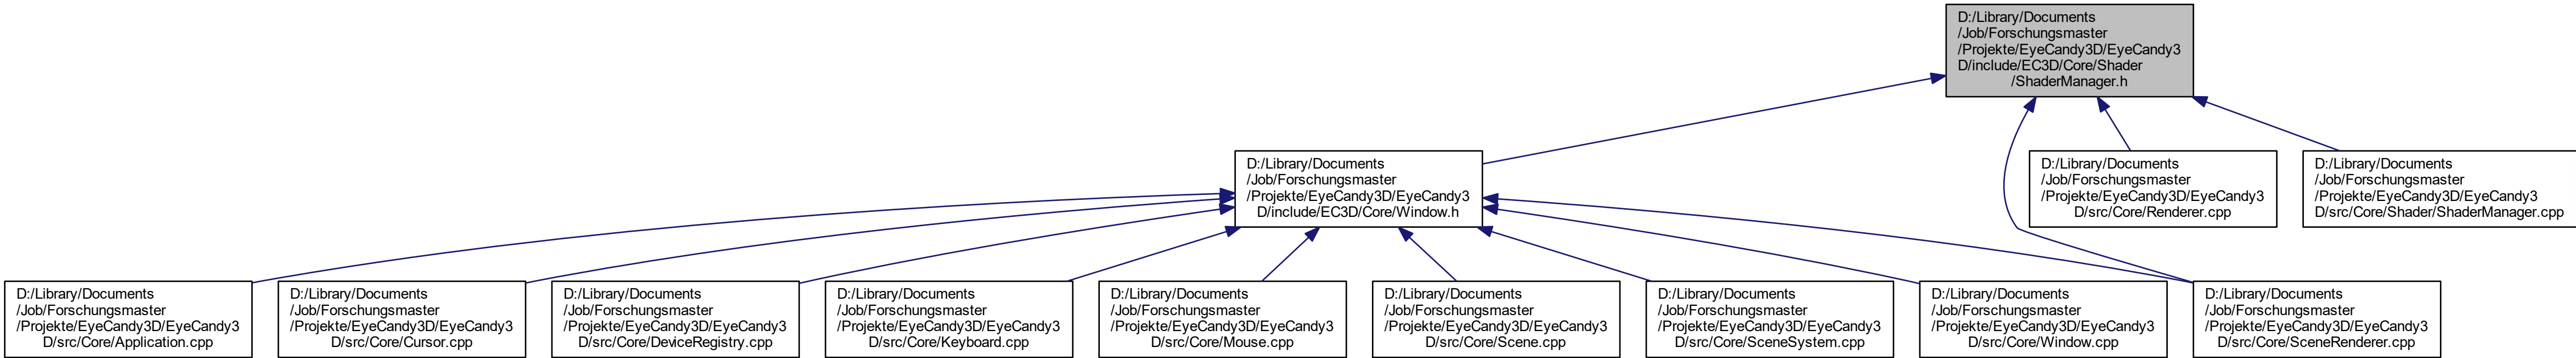 D:/Library/Documents
/Job/Forschungsmaster
/Projekte/EyeCandy3D/EyeCandy3
D/include/EC3D/Core/Shader
/ShaderManager.h
D:/Library/Documents
/Job/Forschungsmaster
/Projekte/EyeCandy3D/EyeCandy3
D/include/EC3D/Core/Window.h
D:/Library/Documents
/Job/Forschungsmaster
/Projekte/EyeCandy3D/EyeCandy3
D/src/Core/Renderer.cpp
D:/Library/Documents
/Job/Forschungsmaster
/Projekte/EyeCandy3D/EyeCandy3
D/src/Core/Shader/ShaderManager.cpp
D:/Library/Documents
/Job/Forschungsmaster
/Projekte/EyeCandy3D/EyeCandy3
D/src/Core/Application.cpp
D:/Library/Documents
/Job/Forschungsmaster
/Projekte/EyeCandy3D/EyeCandy3
D/src/Core/Cursor.cpp
D:/Library/Documents
/Job/Forschungsmaster
/Projekte/EyeCandy3D/EyeCandy3
D/src/Core/DeviceRegistry.cpp
D:/Library/Documents
/Job/Forschungsmaster
/Projekte/EyeCandy3D/EyeCandy3
D/src/Core/Keyboard.cpp
D:/Library/Documents
/Job/Forschungsmaster
/Projekte/EyeCandy3D/EyeCandy3
D/src/Core/Mouse.cpp
D:/Library/Documents
/Job/Forschungsmaster
/Projekte/EyeCandy3D/EyeCandy3
D/src/Core/Scene.cpp
D:/Library/Documents
/Job/Forschungsmaster
/Projekte/EyeCandy3D/EyeCandy3
D/src/Core/SceneSystem.cpp
D:/Library/Documents
/Job/Forschungsmaster
/Projekte/EyeCandy3D/EyeCandy3
D/src/Core/Window.cpp
D:/Library/Documents
/Job/Forschungsmaster
/Projekte/EyeCandy3D/EyeCandy3
D/src/Core/SceneRenderer.cpp